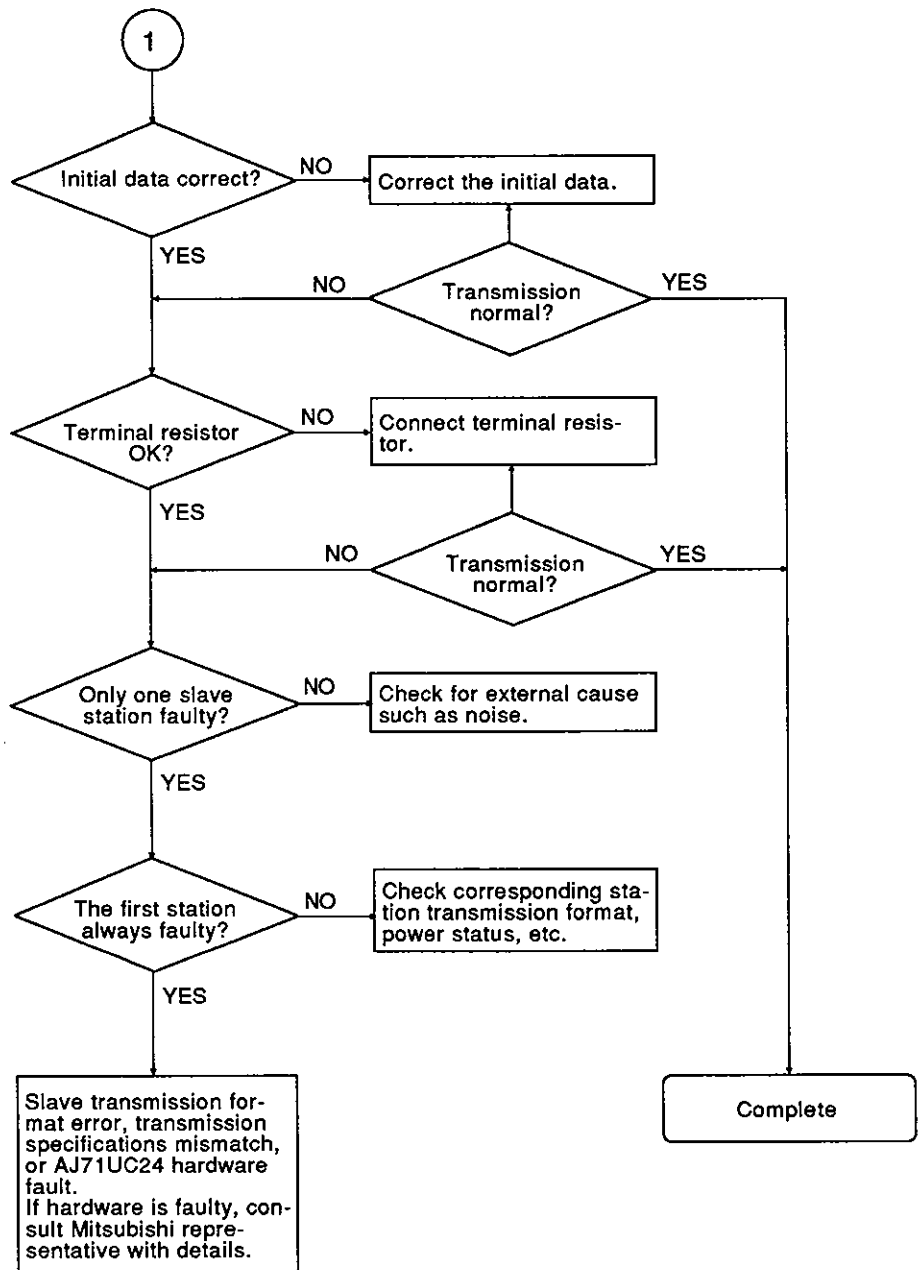 1
Initial data correct?
NO
Correct the initial data.
YES
NO
Transmission
normal?
YES
Terminal resistor
OK?
NO
Connect terminal resis-
tor.
YES
NO
Transmission
normal?
YES
Only one slave
station faulty?
NO
Check for external cause
such as noise.
YES
The first station
always faulty?
NO
Check corresponding sta-
tion transmission format,
power status, etc.
YES
Slave transmission for-
mat error, transmission
specifications mismatch,
or AJ71UC24 hardware
fault.
If hardware is faulty, con-
sult Mitsubishi repre-
sentative with details.
Complete